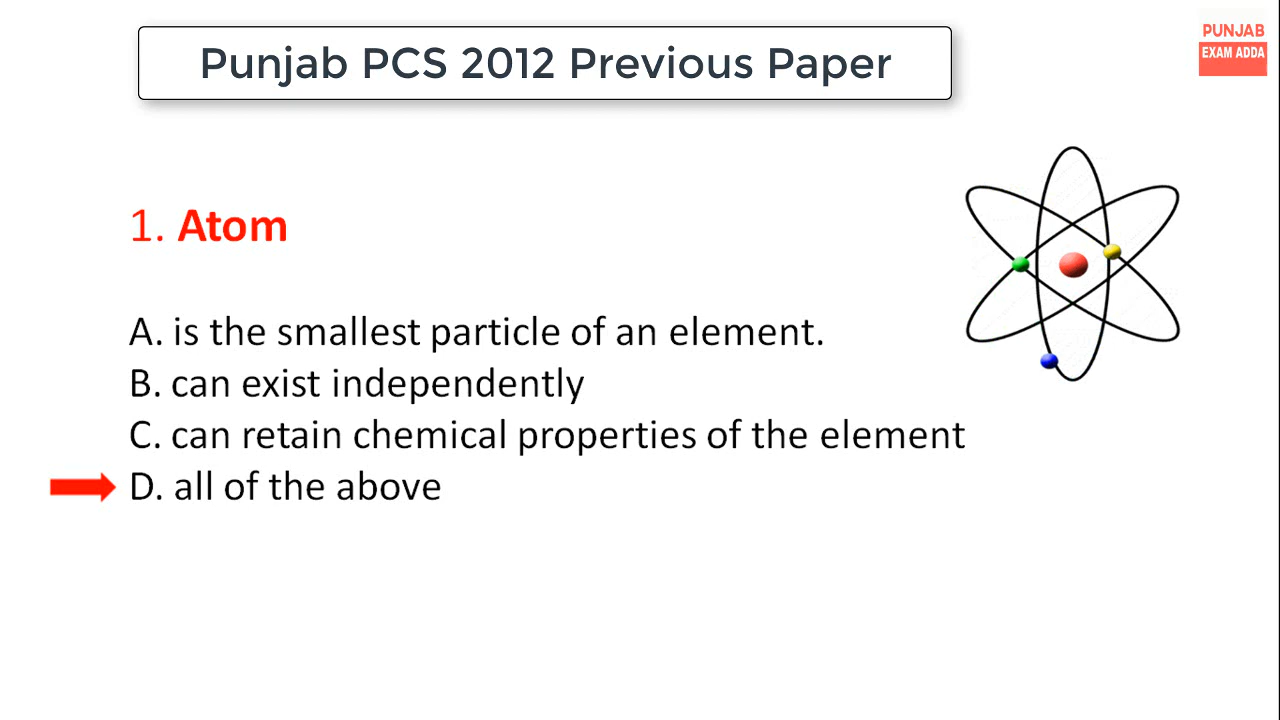 Punjab PCS 2012 Previous Paper
PUNJAB
EXAM ADDA
1. Atom
A. is the smallest particle of an element.
B. can exist independently
C. can retain chemical properties of the element
D. all of the above